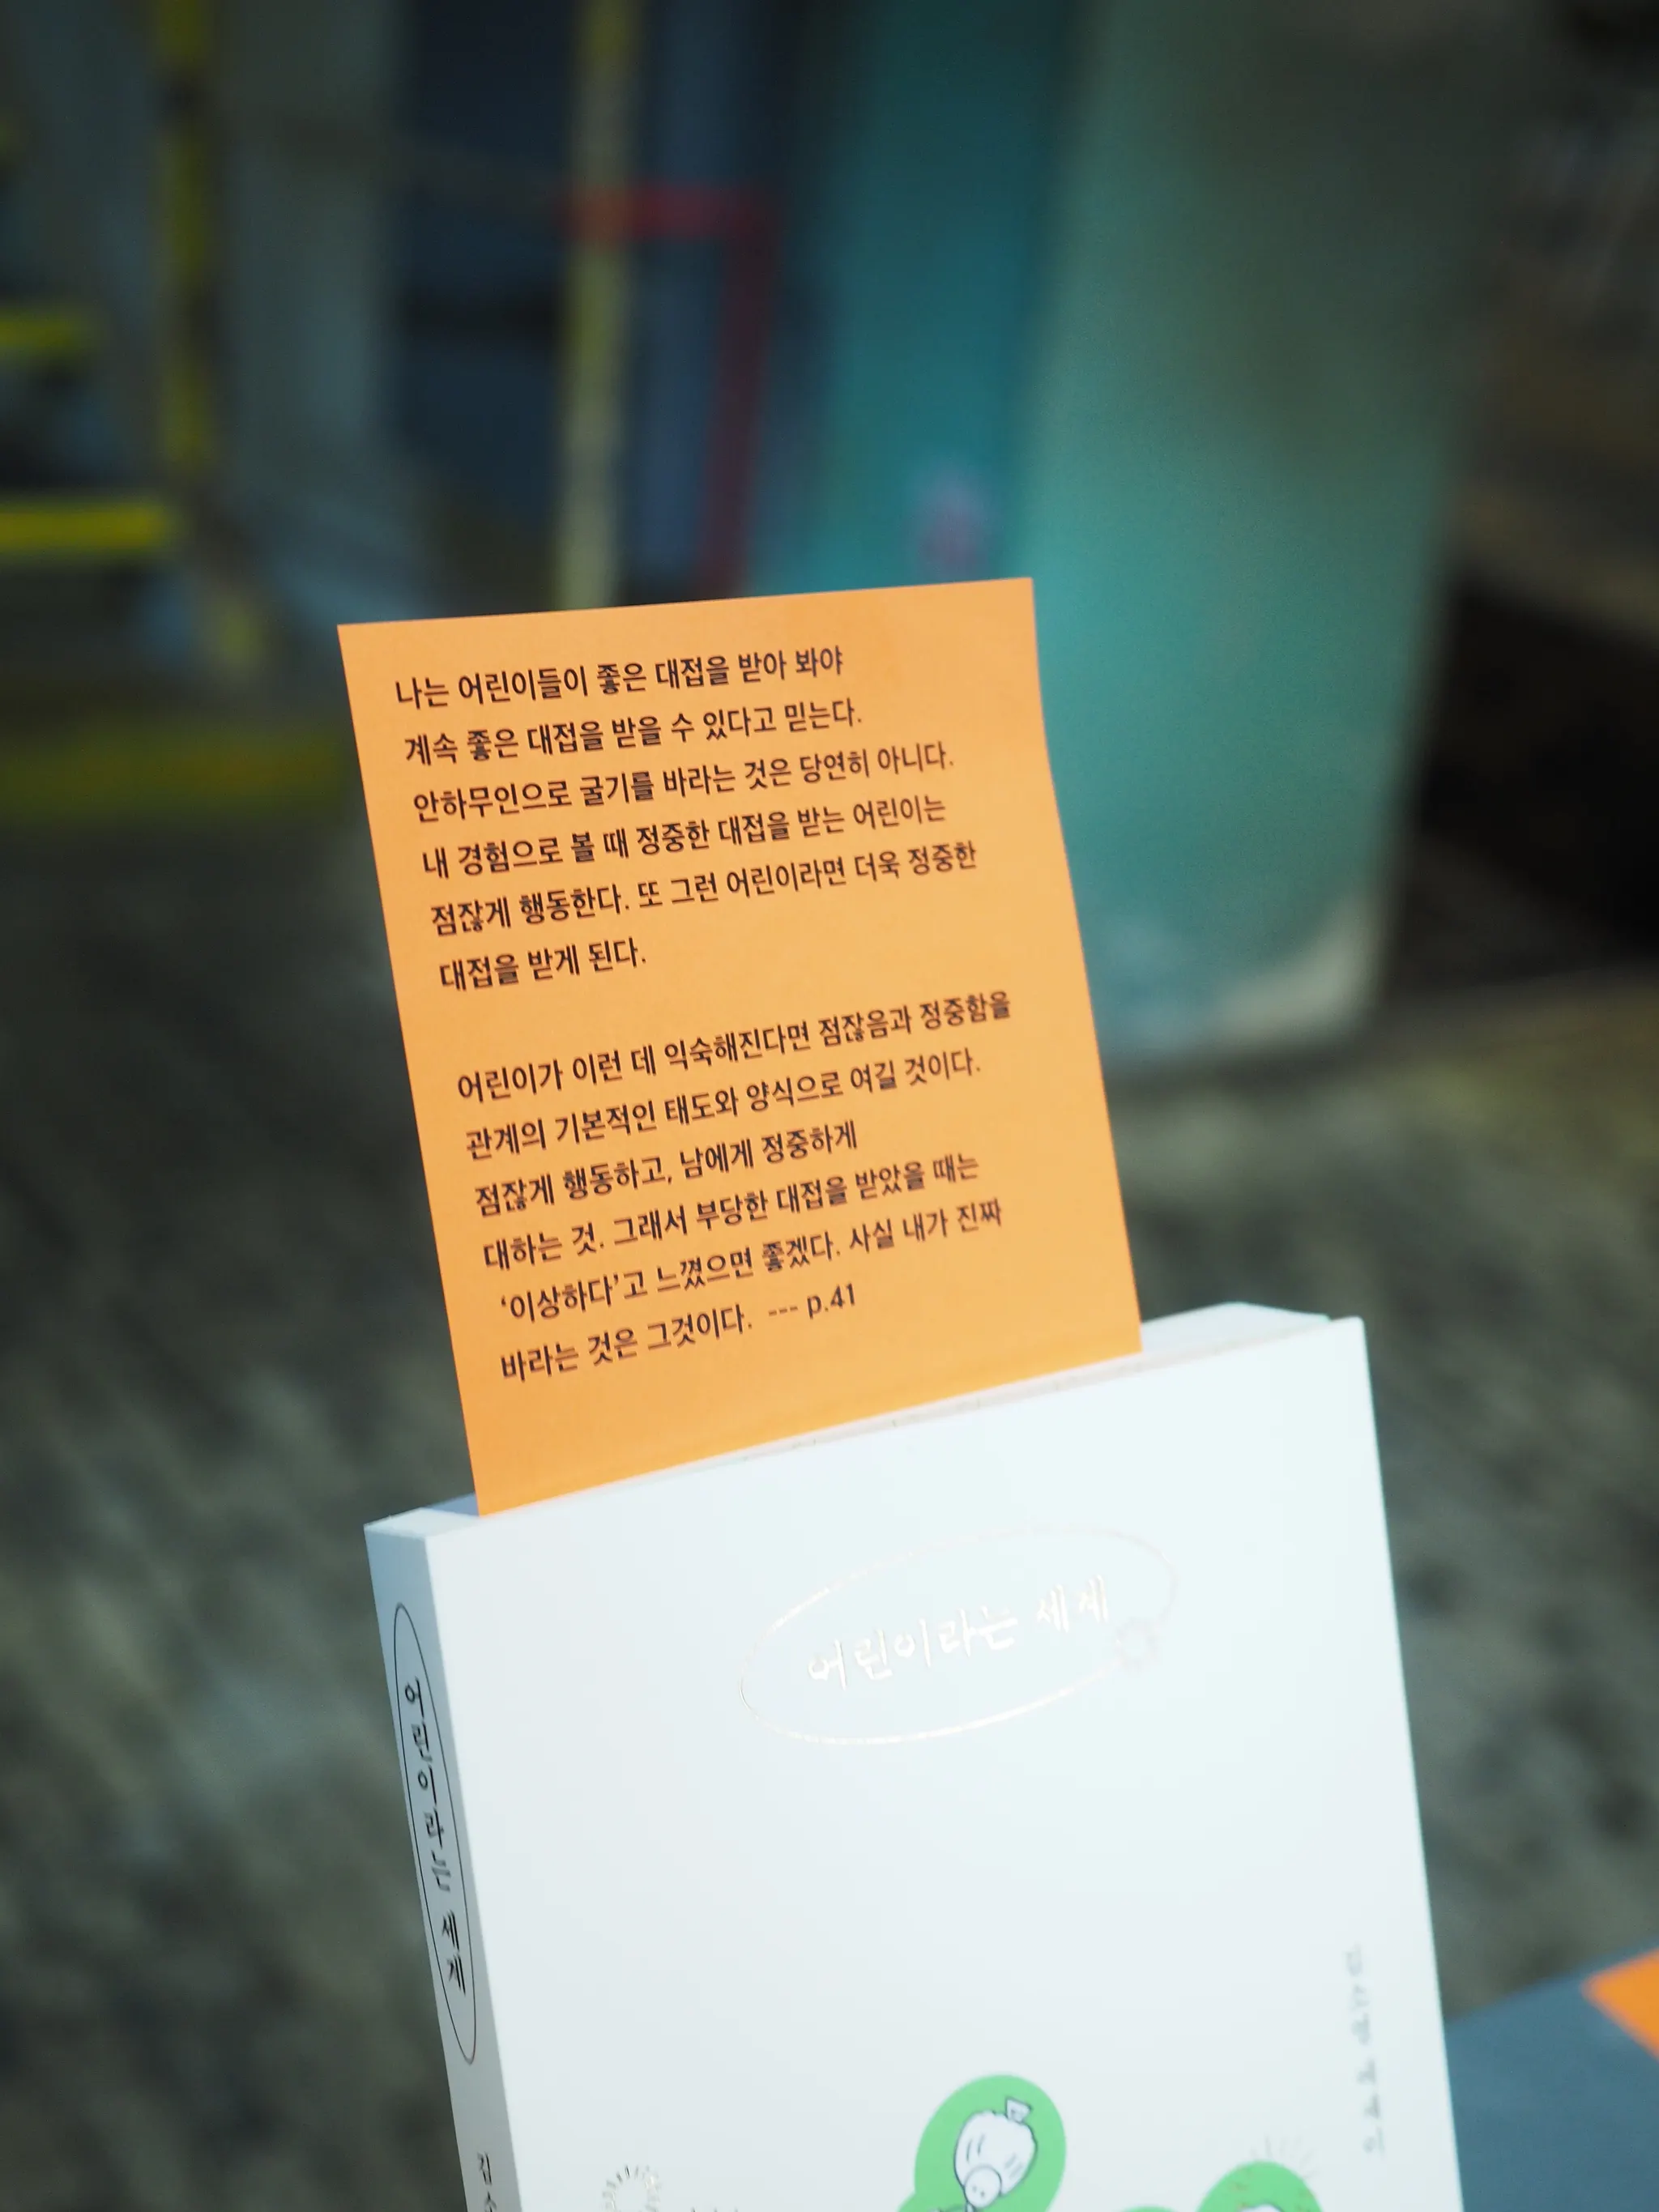 나는 어린이들이 좋은 대접을 받아 봐야
계속 좋은 대접을 받을 수 있다고 믿는다.
안하무인으로 굴기를 바라는 것은 당연히 아니다.
내 경험으로 볼 때 정중한 대접을 받는 어린이는
점잖게 행동한다. 또 그런 어린이라면 더욱 정중한
대접을 받게 된다.
어린이가 이런 데 익숙해진다면 점잖음과 정중함을
관계의 기본적인 태도와 양식으로 여길 것이다.
점잖게 행동하고, 남에게 정중하게
대하는 것. 그래서 부당한 대접을 받았을 때는
‘이상하다’고 느꼈으면 좋겠다. 사실 내가 진짜
바라는 것은 그것이다. --- p.41
어린이라는 세계
어린이라는 세계